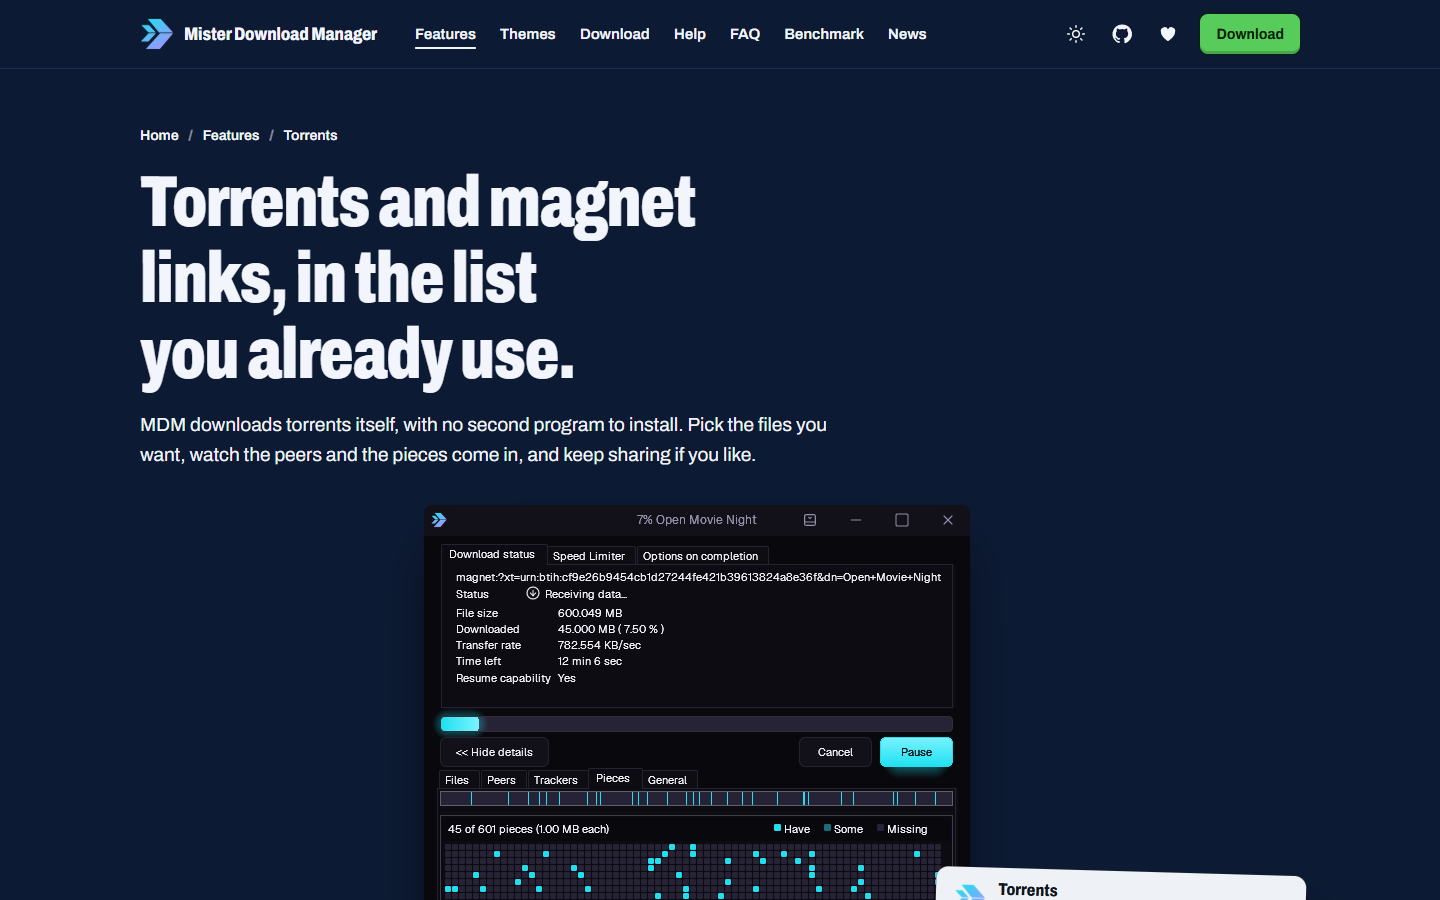 Mister Download Manager Features Themes Download Help FAQ Benchmark News Download
Home / Features / Torrents
Torrents and magnet
links, in the list
you already use.
MDM downloads torrents itself, with no second program to install. Pick the files you
want, watch the peers and the pieces come in, and keep sharing if you like.
7% Open Movie Night
Download status Speed Limiter Options on completion
magnet:?xt=urn:btih:cf9e26b9454cb1d27244fe421b39613824a8e36f&dn=Open+Movie+Night
Status Receiving data...
File size 600.049 MB
Downloaded 45.000 MB ( 7.50 % )
Transfer rate 782.554 KB/sec
Time left 12 min 6 sec
Resume capability Yes
<< Hide details Cancel Pause
Files Peers Trackers Pieces General
45 of 601 pieces (1.00 MB each) Have Some Missing
Torrents